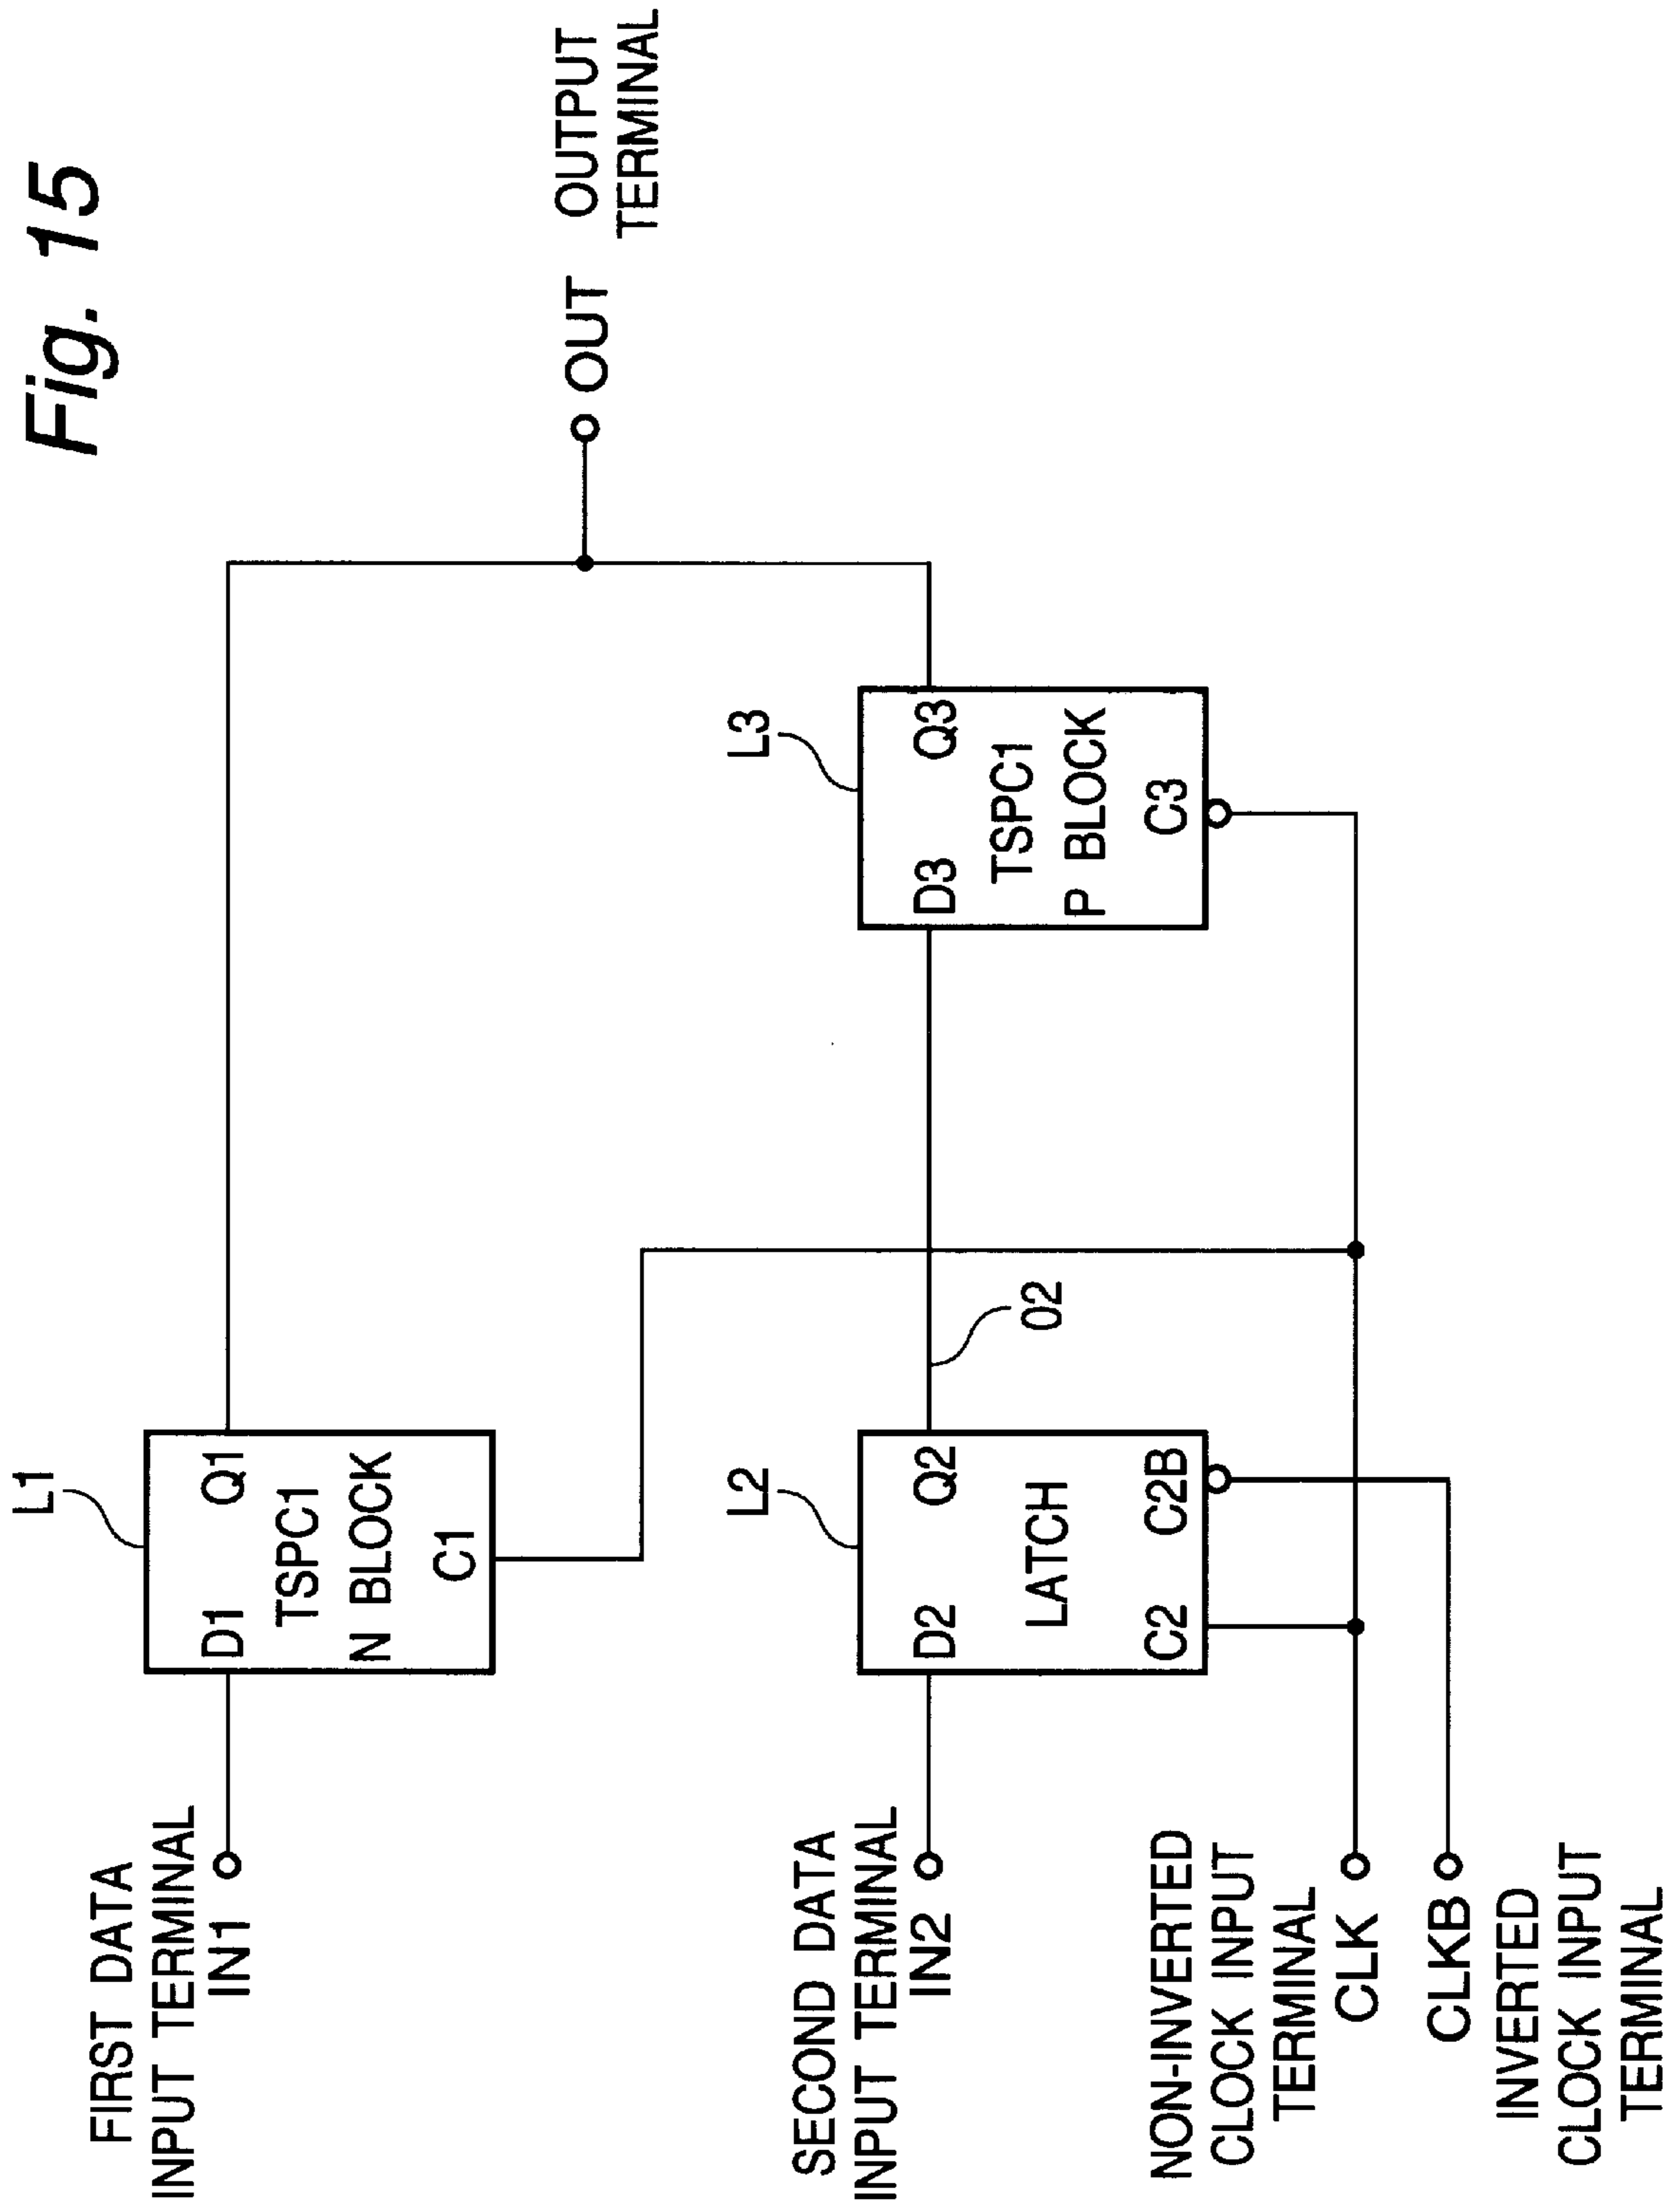 Fig. 15
FIRST DATA
INPUT TERMINAL
IN1
L1
D1 Q1
TSPC1
N BLOCK
C1
OUT OUTPUT
TERMINAL
SECOND DATA
INPUT TERMINAL
IN2
L2
D2 Q2
LATCH
C2 C2B
O2
L3
D3 Q3
TSPC1
P BLOCK
C3
NON-INVERTED
CLOCK INPUT
TERMINAL
CLK
CLKB
INVERTED
CLOCK INPUT
TERMINAL